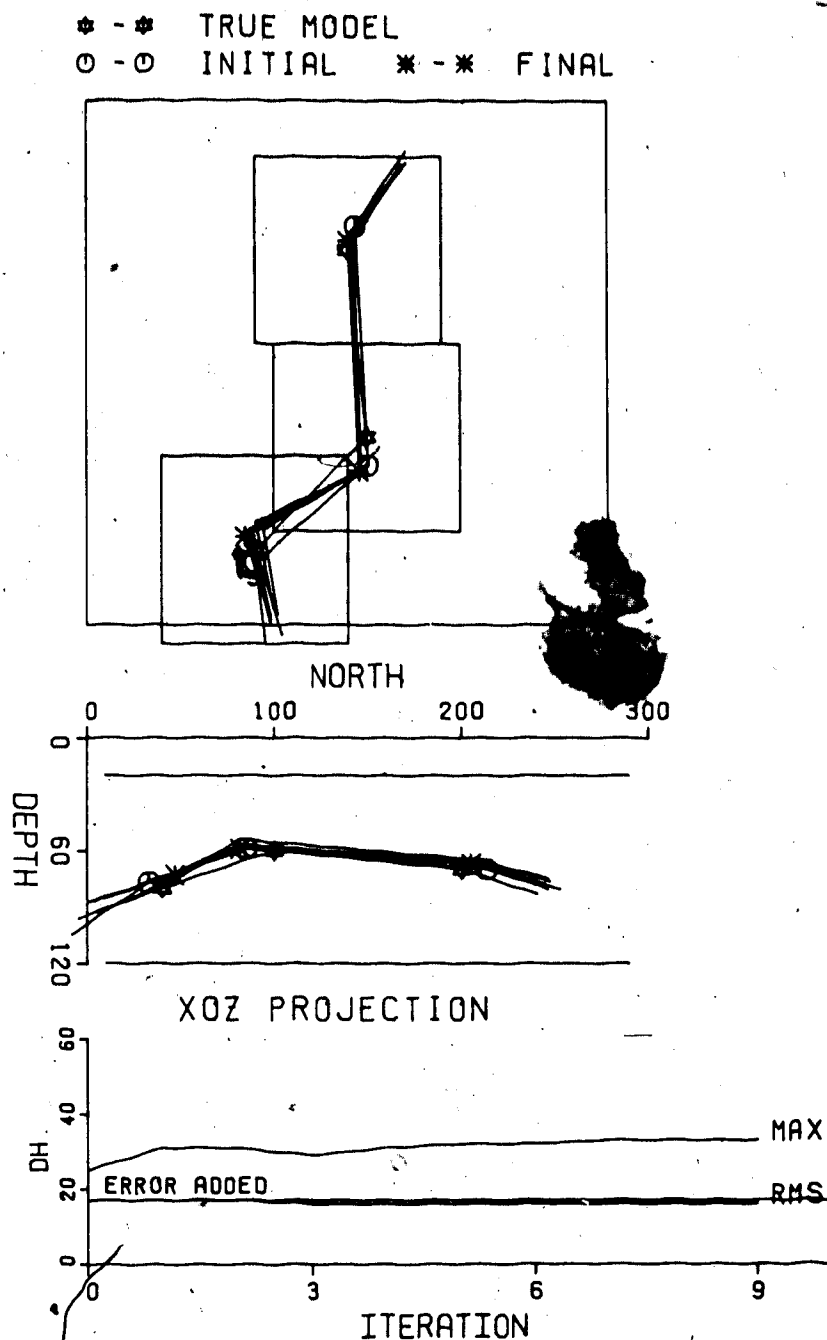 TRUE MODEL
INITIAL FINAL
NORTH
0 100 200 300
0
60
120
DEPTH
XOZ PROJECTION
60
40
20
0
DH
MAX
ERROR ADDED
RMS
0 3 6 9
ITERATION